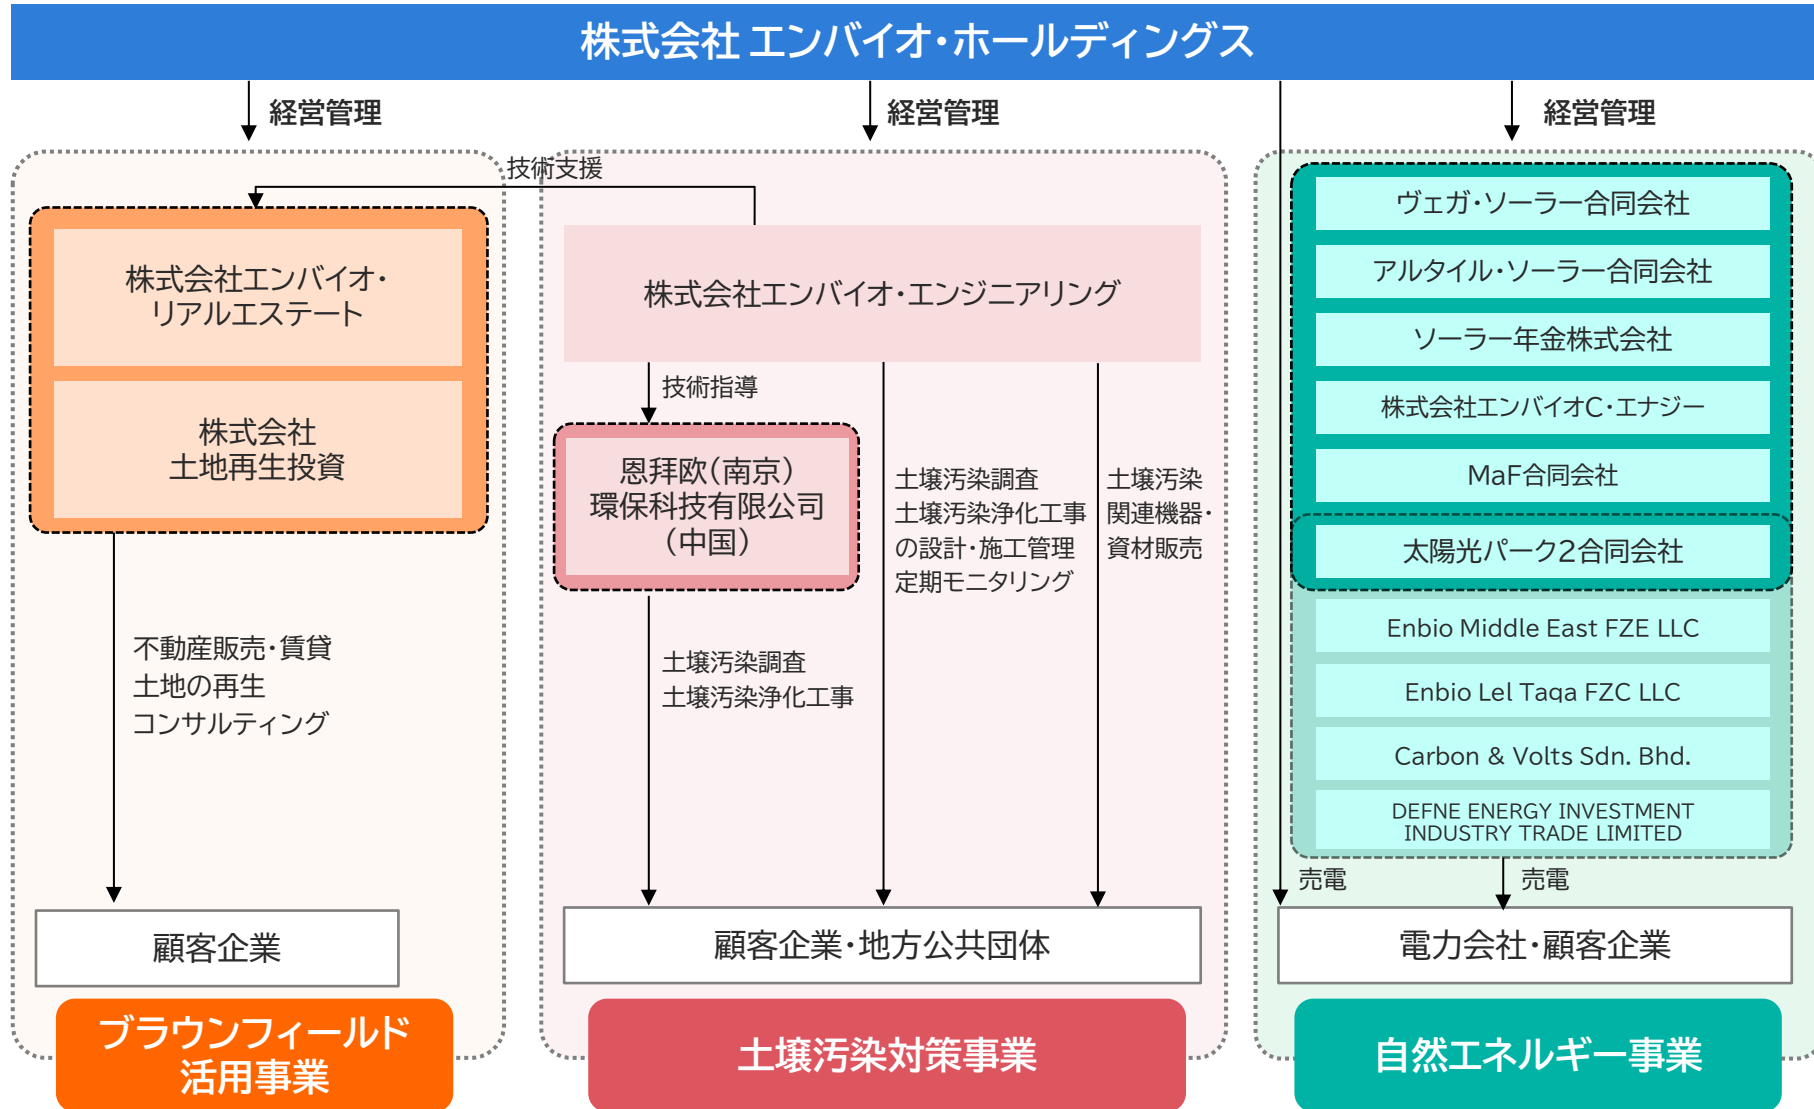 株式会社 エンバイオ・ホールディングス
経営管理
経営管理
経営管理
技術支援
株式会社エンバイオ・
リアルエステート
株式会社
土地再生投資
不動産販売・賃貸
土地の再生
コンサルティング
顧客企業
ブラウンフィールド
活用事業
株式会社エンバイオ・エンジニアリング
技術指導
恩拜欧(南京)
環保科技有限公司
(中国)
土壌汚染調査
土壌汚染浄化工事
土壌汚染調査
土壌汚染浄化工事
の設計・施工管理
定期モニタリング
土壌汚染
関連機器・
資材販売
顧客企業・地方公共団体
土壌汚染対策事業
ヴェガ・ソーラー合同会社
アルタイル・ソーラー合同会社
ソーラー年金株式会社
株式会社エンバイオC・エナジー
MaF合同会社
太陽光パーク2合同会社
Enbio Middle East FZE LLC
Enbio Lel Taqa FZC LLC
Carbon & Volts Sdn. Bhd.
DEFNE ENERGY INVESTMENT
INDUSTRY TRADE LIMITED
売電
売電
電力会社・顧客企業
自然エネルギー事業